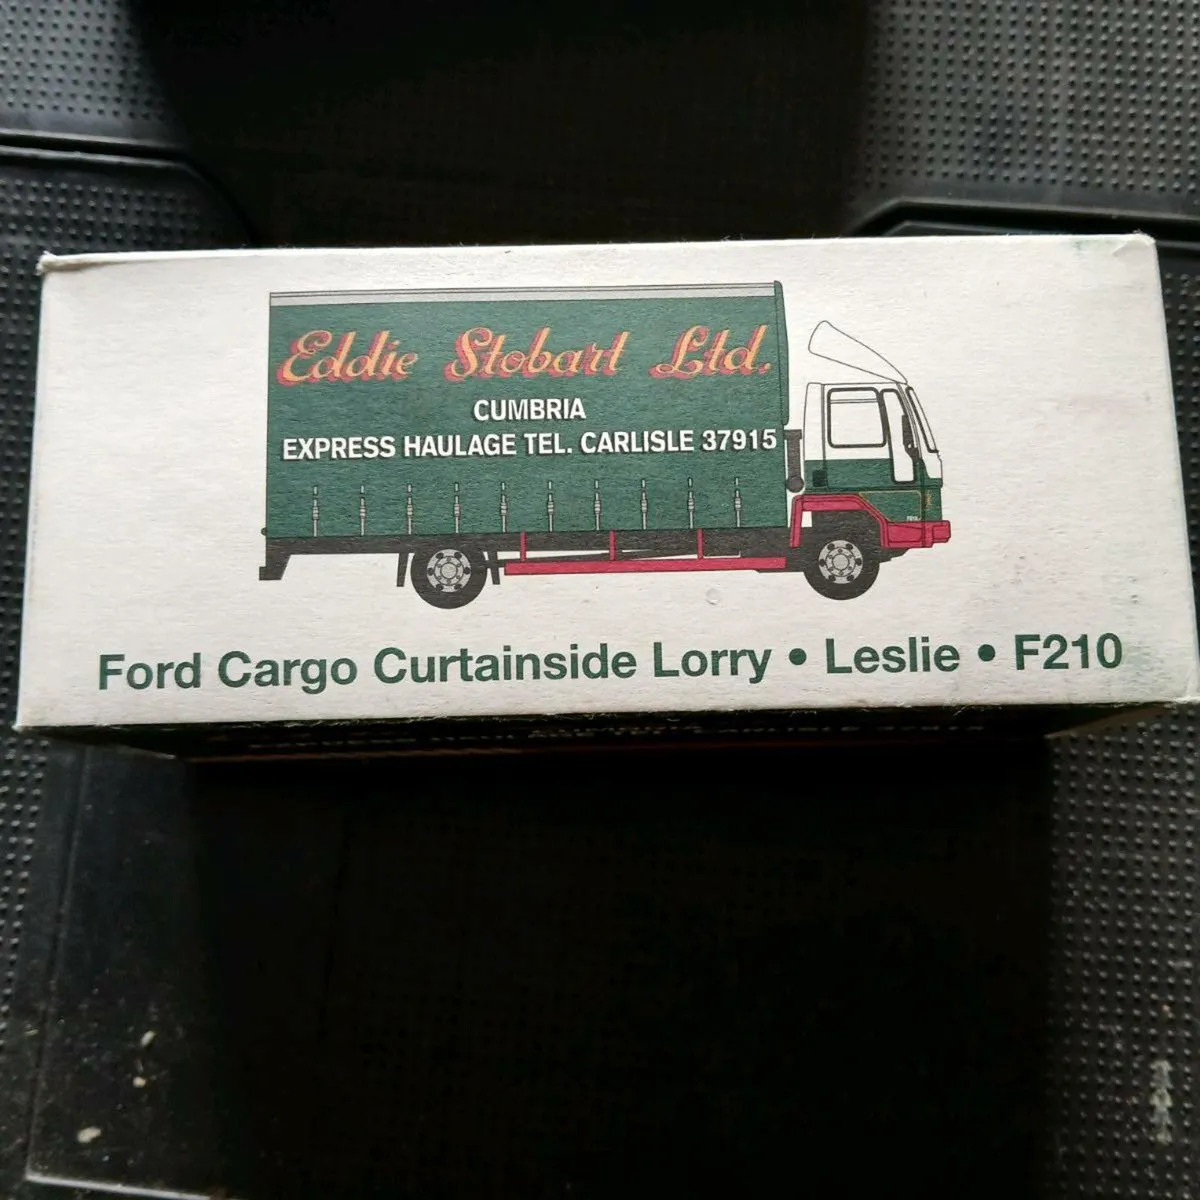 Eddie Stobart Ltd.
CUMBRIA
EXPRESS HAULAGE TEL. CARLISLE 37915
Ford Cargo Curtainside Lorry • Leslie • F210